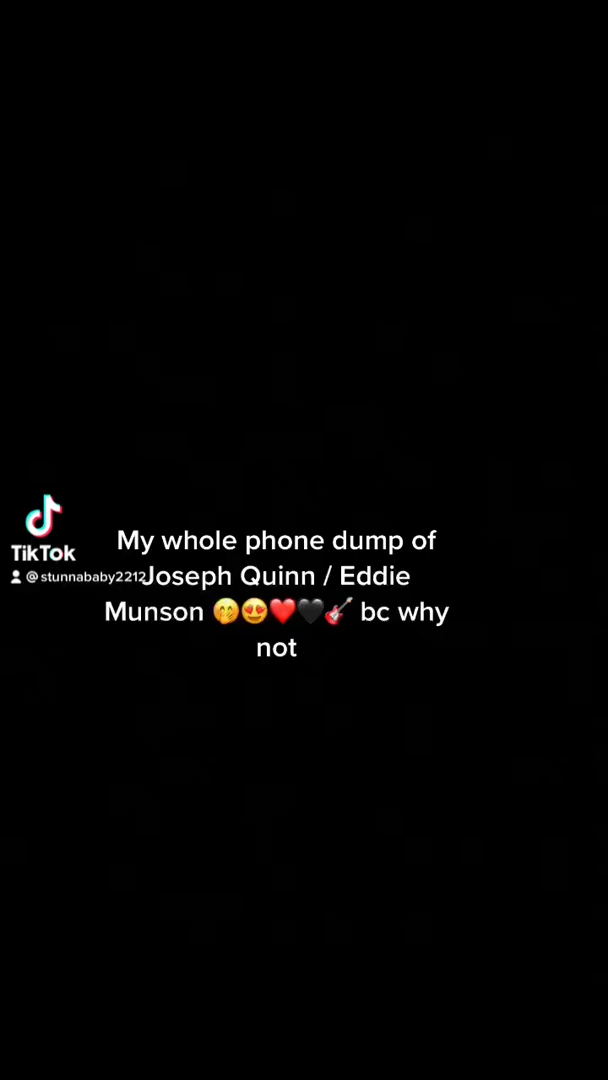 My whole phone dump of
TikTok
@stunnababy2212
Joseph Quinn / Eddie
Munson 🤭😍❤️🖤🎸 bc why
not